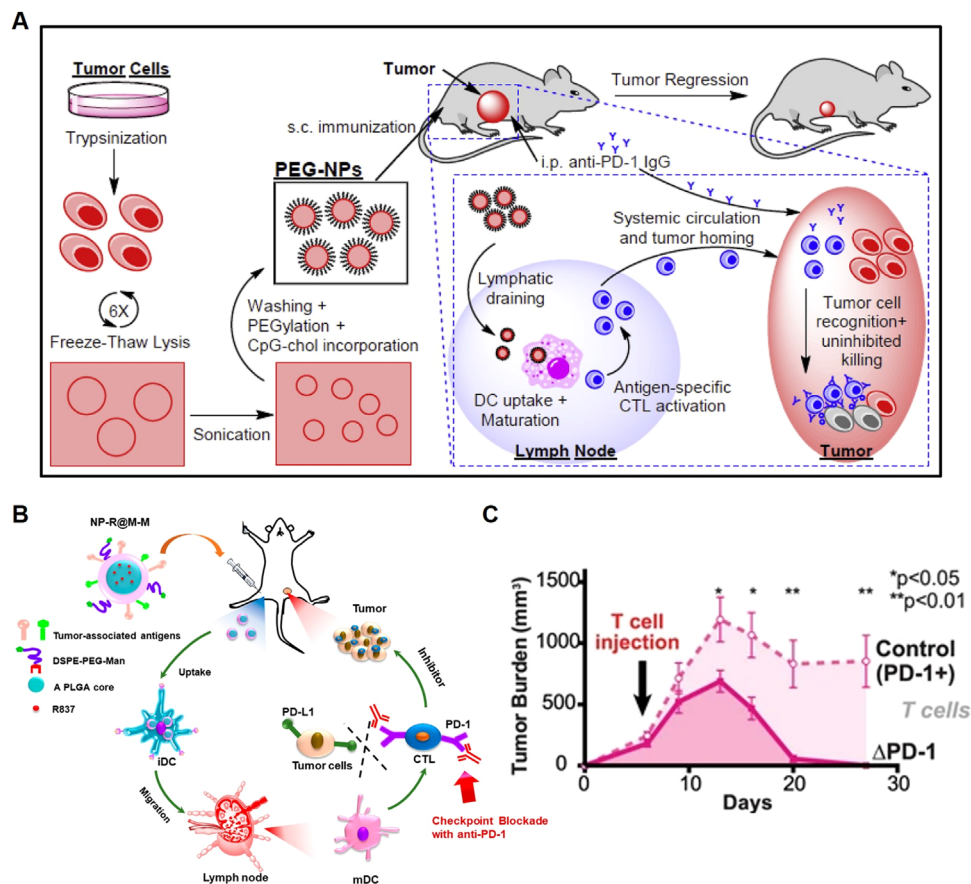 A
Tumor Cells
Trypsinization
6X
Freeze-Thaw Lysis
Sonication
Washing +
PEGylation +
CpG-chol incorporation
PEG-NPs
s.c. immunization
Tumor
Tumor Regression
i.p. anti-PD-1 IgG
Lymphatic
draining
DC uptake +
Maturation
Antigen-specific
CTL activation
Lymph Node
Systemic circulation
and tumor homing
Tumor cell
recognition+
uninhibited
killing
Tumor
B
NP-R@M-M
Tumor-associated antigens
DSPE-PEG-Man
A PLGA core
R837
Uptake
iDC
Migration
Lymph node
mDC
Checkpoint Blockade
with anti-PD-1
CTL
PD-1
PD-L1
Tumor cells
Inhibitor
Tumor
C
Tumor Burden (mm³)
1500
1000
500
0
0
10
20
30
Days
T cell
injection
*
*
**
**
*p<0.05
**p<0.01
Control
(PD-1+)
T cells
ΔPD-1